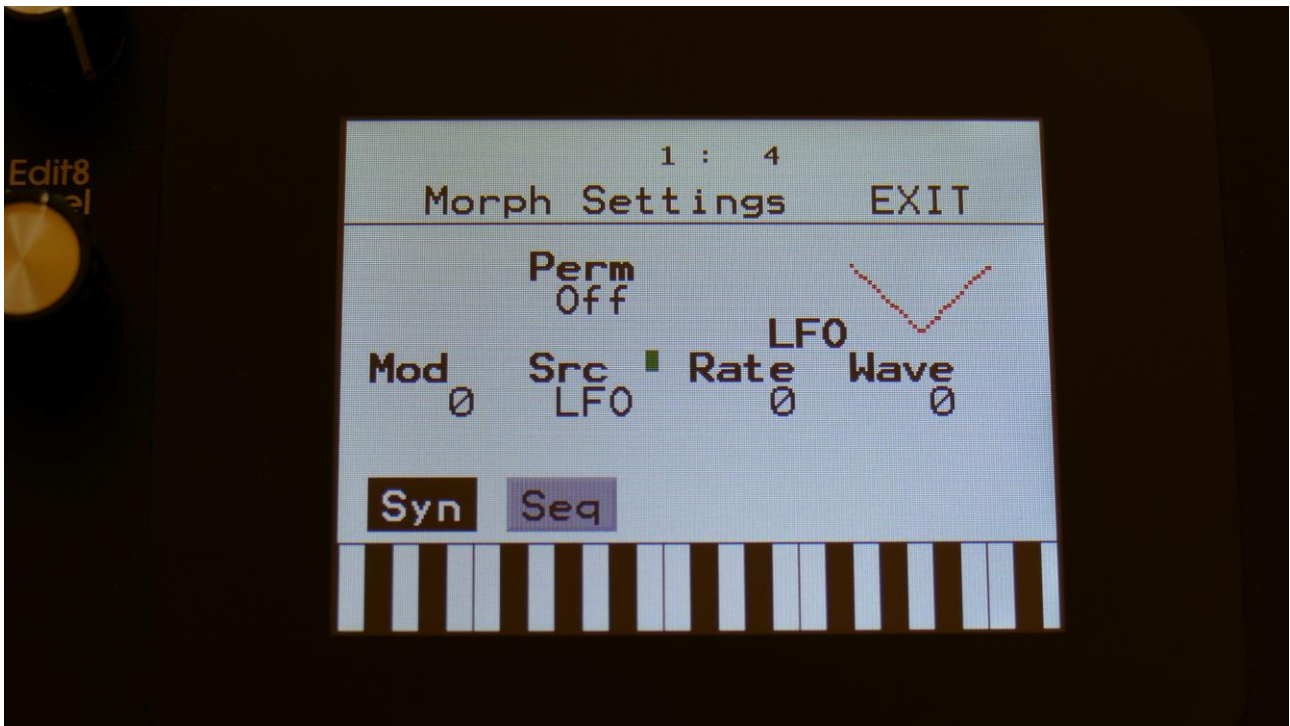 Edit8
1 : 4
Morph Settings EXIT
Perm
Off
LFO
Mod Src Rate Wave
0 LFO 0 0
Syn Seq